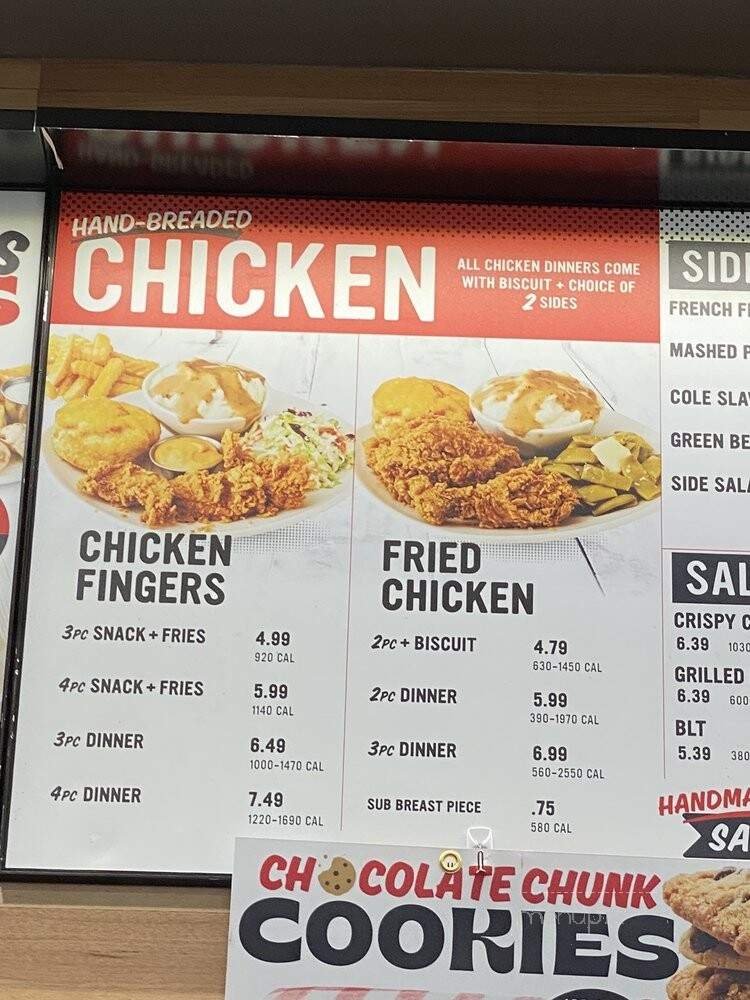 HAND-BREADED
CHICKEN
ALL CHICKEN DINNERS COME
WITH BISCUIT + CHOICE OF
2 SIDES
CHICKEN
FINGERS
3PC SNACK + FRIES 4.99
920 CAL
4PC SNACK + FRIES 5.99
1140 CAL
3PC DINNER 6.49
1000-1470 CAL
4PC DINNER 7.49
1220-1690 CAL
FRIED
CHICKEN
2PC + BISCUIT 4.79
630-1450 CAL
2PC DINNER 5.99
390-1970 CAL
3PC DINNER 6.99
560-2550 CAL
SUB BREAST PIECE .75
580 CAL
FRENCH
MASHED
COLE
GREEN
SIDE
CRISPY
6.39 1030
GRILLED
6.39 600
BLT
5.39 380
CHOCOLATE CHUNK
COOKIES